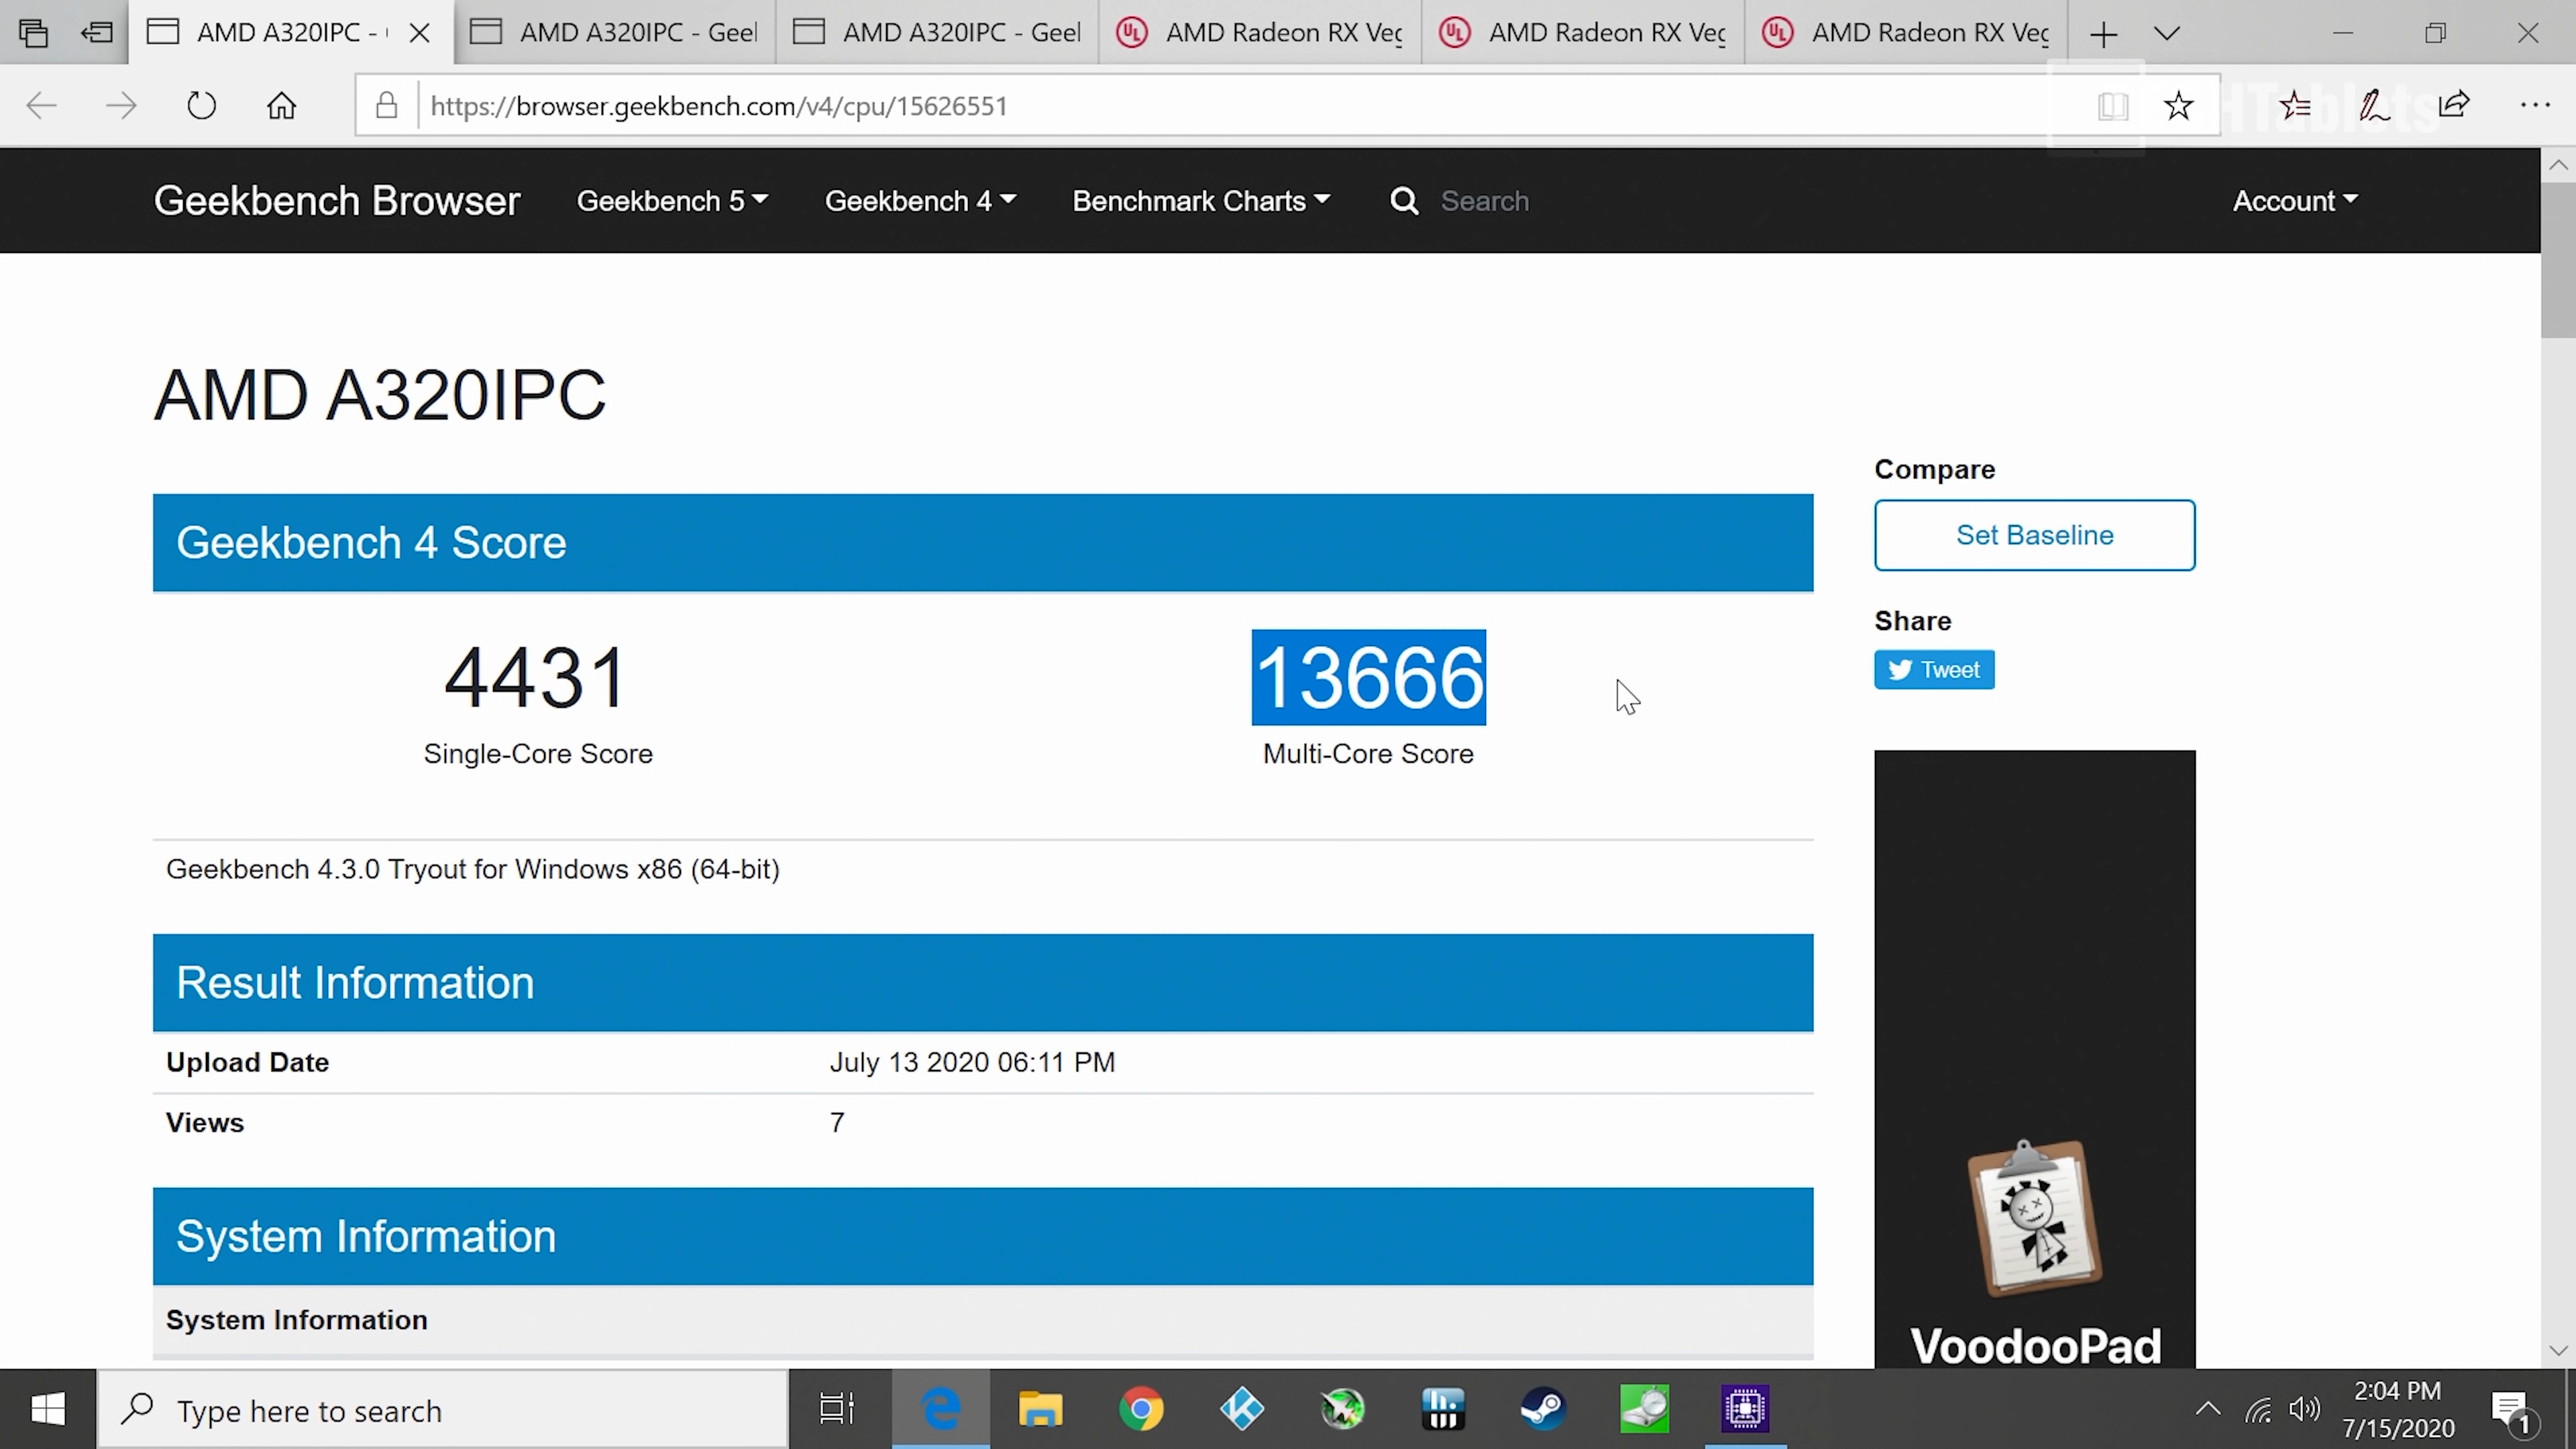 AMD A320IPC -
AMD A320IPC - Geel
AMD A320IPC - Geel
AMD Radeon RX Veg
AMD Radeon RX Veg
AMD Radeon RX Veg
https://browser.geekbench.com/v4/cpu/15626551
HTablets
Geekbench Browser
Geekbench 5
Geekbench 4
Benchmark Charts
Search
Account
AMD A320IPC
Compare
Set Baseline
Geekbench 4 Score
Share
Tweet
4431
13666
Single-Core Score
Multi-Core Score
Geekbench 4.3.0 Tryout for Windows x86 (64-bit)
Result Information
Upload Date July 13 2020 06:11 PM
Views 7
System Information
System Information
VoodooPad
Type here to search
2:04 PM
7/15/2020
1